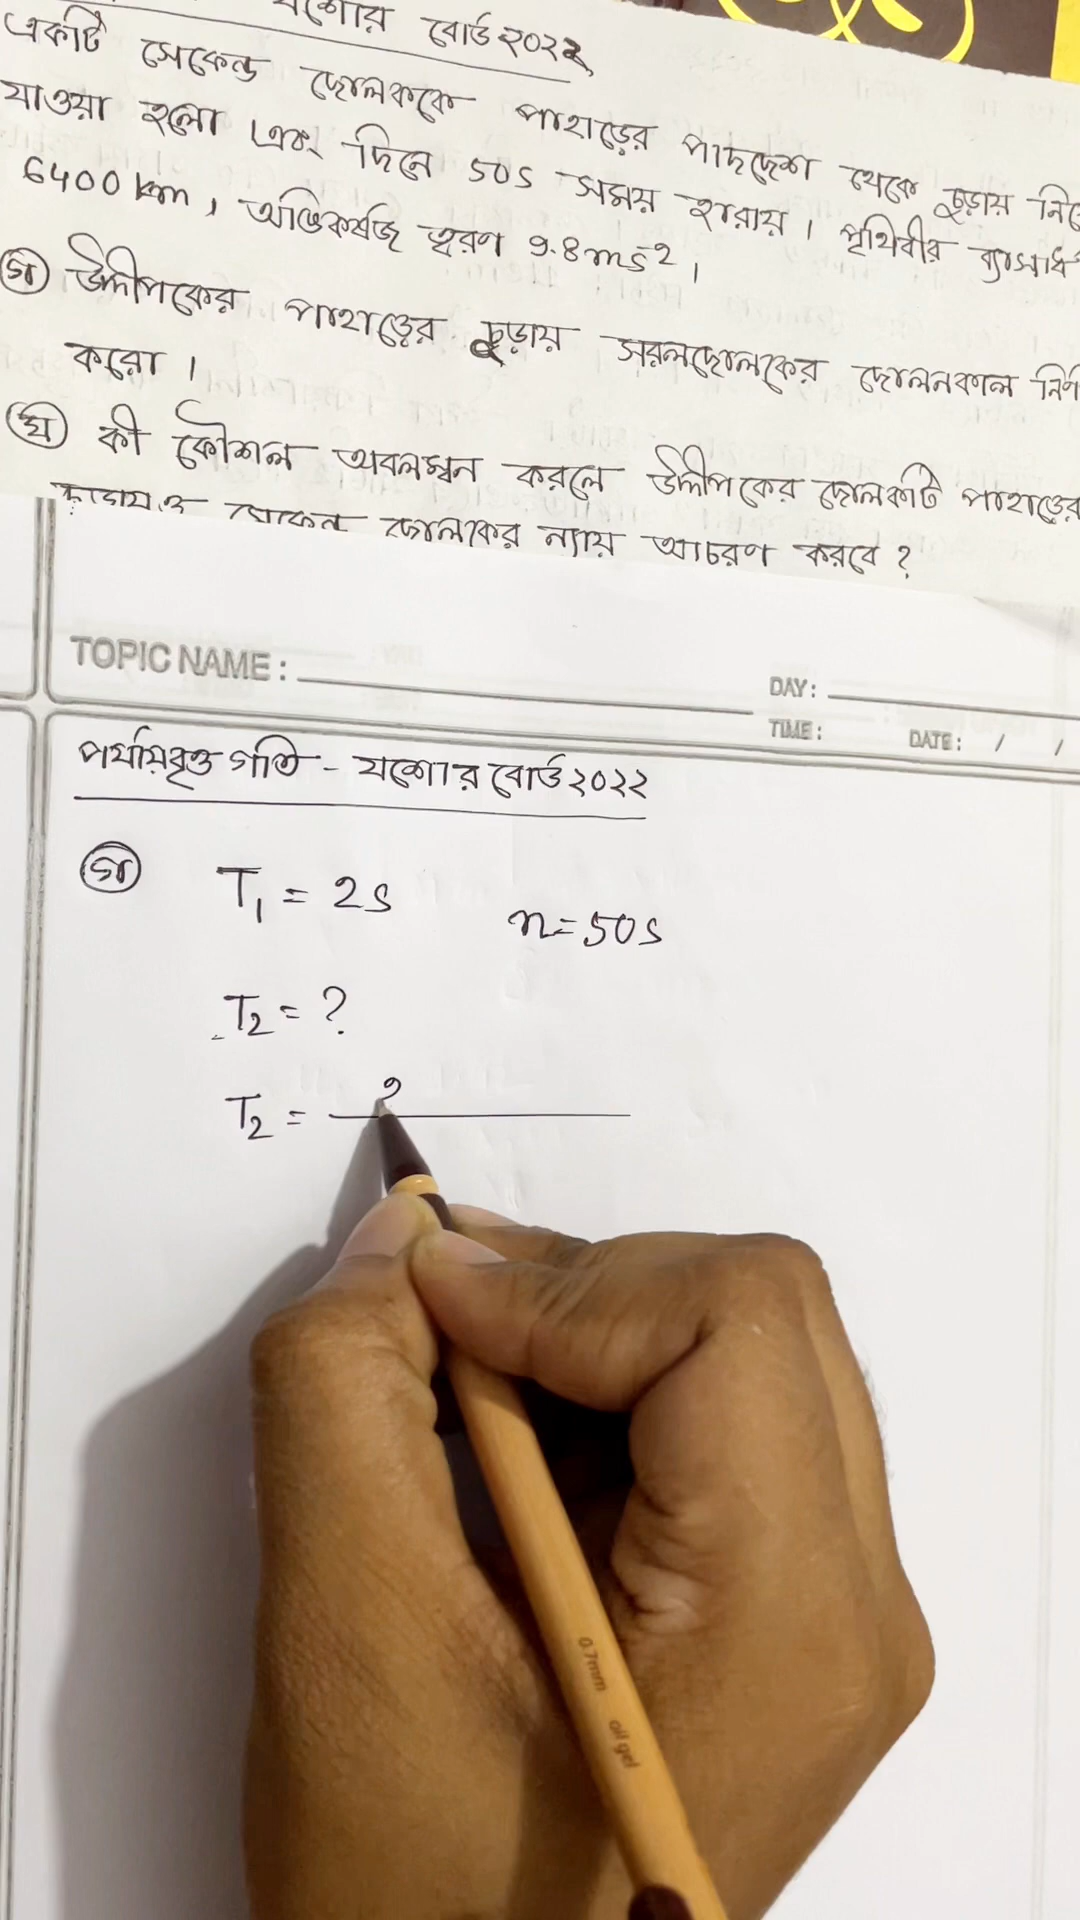 যশোর বোর্ড ২০২২
একটি সেকেন্ড দোলককে পাহাড়ের পাদদেশ থেকে চূড়ায় নিয়ে
যাওয়া হলো এবং দিনে 50s সময় হারায়। পৃথিবীর ব্যাসার্ধ
6400 km, অভিকর্ষজ ত্বরণ 9.8ms⁻²।
গ উদ্দীপকের পাহাড়ের চূড়ায় সরলদোলকের দোলনকাল
করো।
ঘ কী কৌশল অবলম্বন করলে উদ্দীপকের দোলকটি পাহাড়ের
সেকেন্ড দোলকের ন্যায় আচরণ করবে?
TOPIC NAME :
DAY :
TIME :
DATE : / /
পর্যায়বৃত্ত গতি - যশোর বোর্ড ২০২২
গ T₁ = 2s
n = 50s
T₂ = ?
T₂ =
0.7mm oil gel